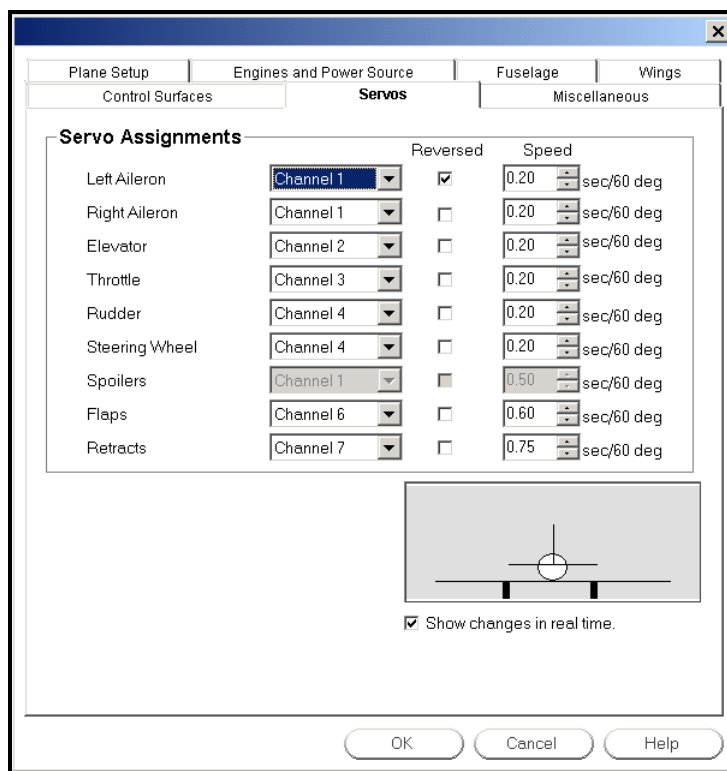 Plane Setup Engines and Power Source Fuselage Wings
Control Surfaces Servos Miscellaneous
Servo Assignments
Reversed Speed
Left Aileron Channel 1 0.20 sec/60 deg
Right Aileron Channel 1 0.20 sec/60 deg
Elevator Channel 2 0.20 sec/60 deg
Throttle Channel 3 0.20 sec/60 deg
Rudder Channel 4 0.20 sec/60 deg
Steering Wheel Channel 4 0.20 sec/60 deg
Spoilers Channel 1 0.50 sec/60 deg
Flaps Channel 6 0.60 sec/60 deg
Retracts Channel 7 0.75 sec/60 deg
Show changes in real time.
OK Cancel Help